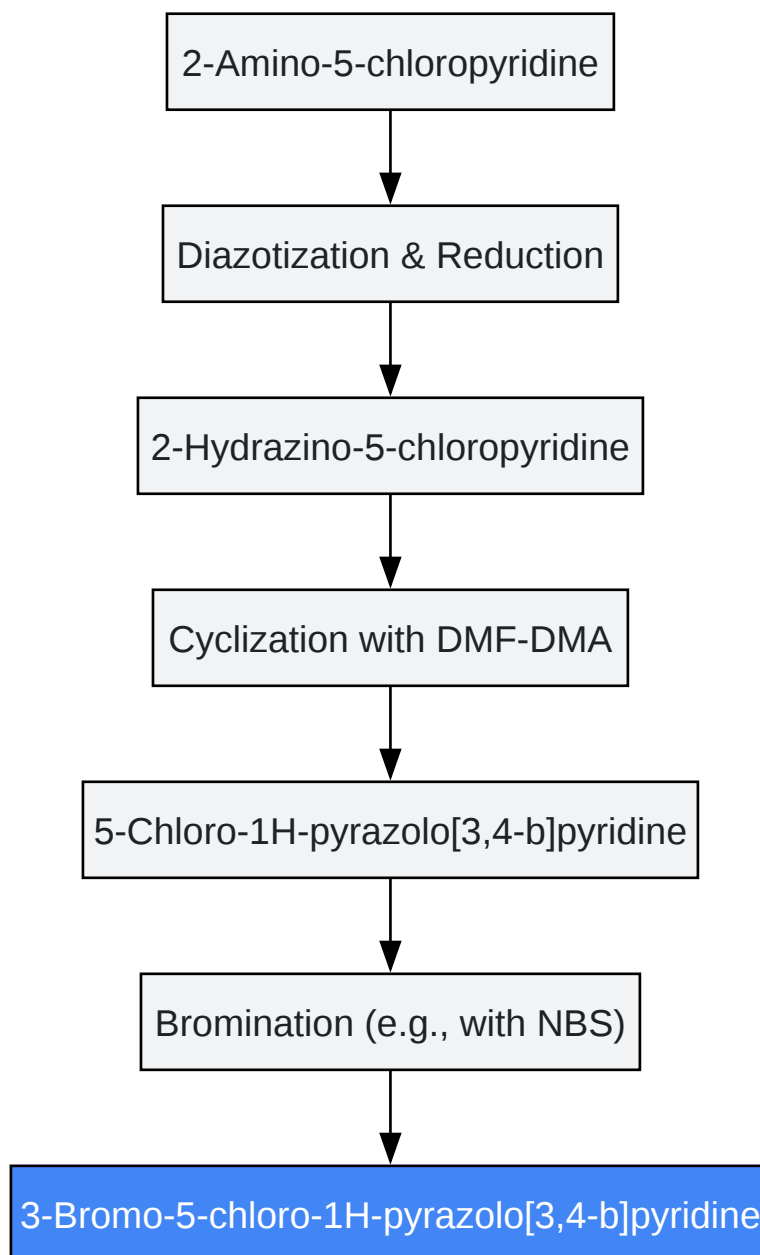 2-Amino-5-chloropyridine
Diazotization & Reduction
2-Hydrazino-5-chloropyridine
Cyclization with DMF-DMA
5-Chloro-1H-pyrazolo[3,4-b]pyridine
Bromination (e.g., with NBS)
3-Bromo-5-chloro-1H-pyrazolo[3,4-b]pyridine